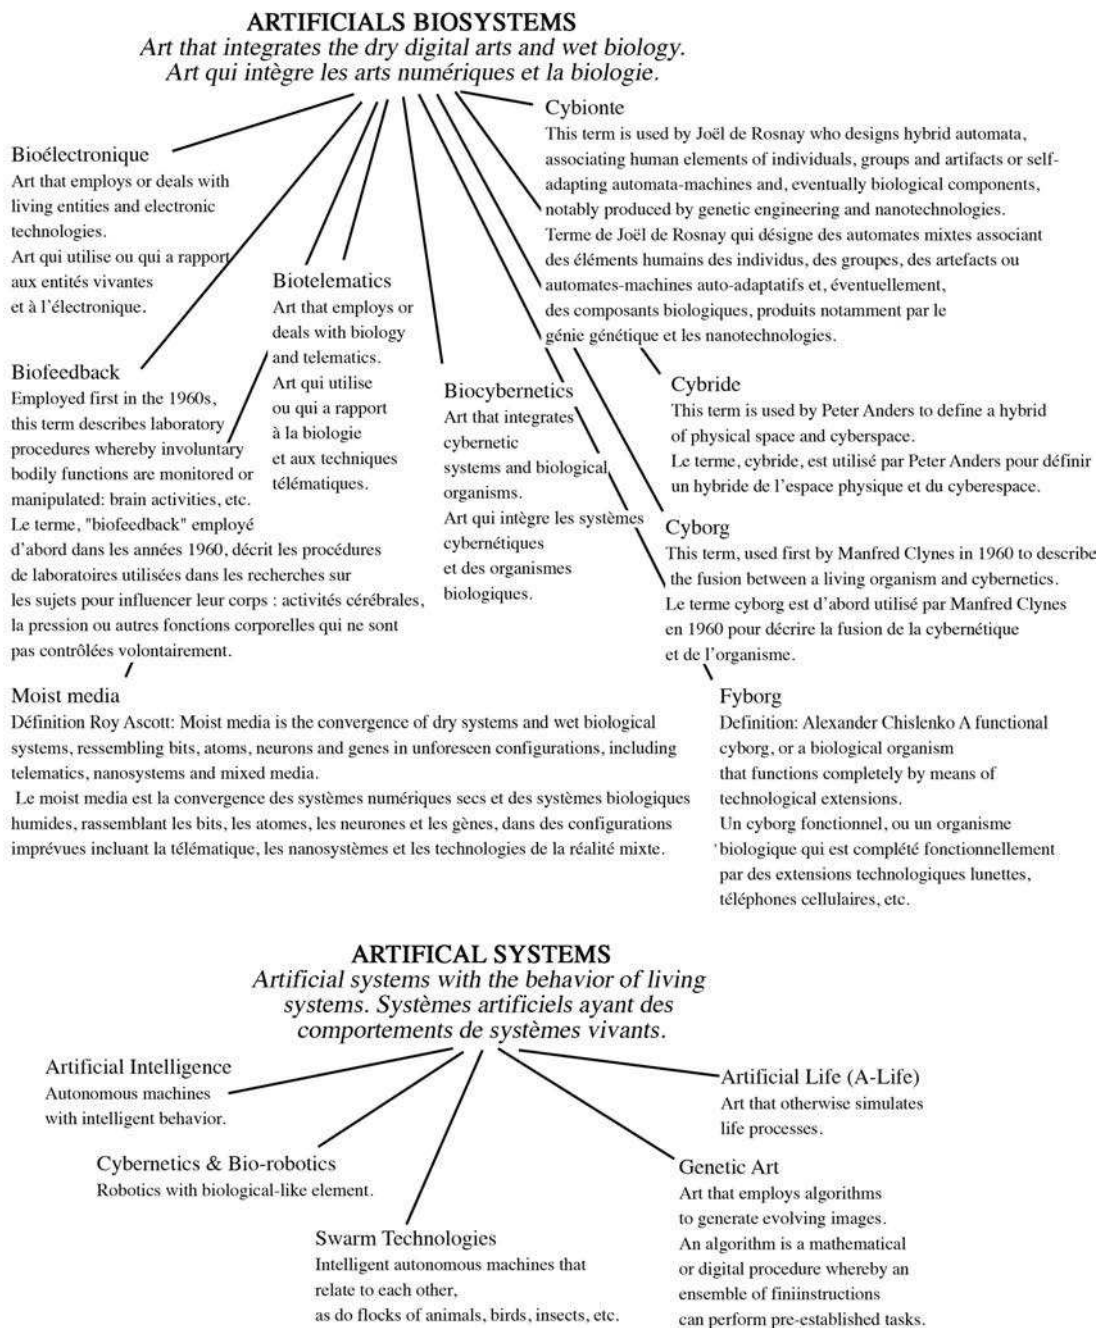 ARTIFICIALS BIOSYSTEMS
Art that integrates the dry digital arts and wet biology.
Art qui intègre les arts numériques et la biologie.
Bioélectronique
Art that employs or deals with
living entities and electronic
technologies.
Art qui utilise ou qui a rapport
aux entités vivantes
et à l'électronique.
Biofeedback
Employed first in the 1960s,
this term describes laboratory
procedures whereby involuntary
bodily functions are monitored or
manipulated: brain activities, etc.
Le terme, "biofeedback" employé
d'abord dans les années 1960, décrit les procédures
de laboratoires utilisées dans les recherches sur
les sujets pour influencer leur corps : activités cérébrales,
la pression ou autres fonctions corporelles qui ne sont
pas contrôlées volontairement.
Moist media
Définition Roy Ascott: Moist media is the convergence of dry systems and wet biological
systems, ressembling bits, atoms, neurons and genes in unforeseen configurations, including
telematics, nanosystems and mixed media.
Le moist media est la convergence des systèmes numériques secs et des systèmes biologiques
humides, rassemblant les bits, les atomes, les neurones et les gènes, dans des configurations
imprévues incluant la télématique, les nanosystèmes et les technologies de la réalité mixte.
Biotelematics
Art that employs or
deals with biology
and telematics.
Art qui utilise
ou qui a rapport
à la biologie
et aux techniques
télématiques.
Biocybernetics
Art that integrates
cybernetic
systems and biological
organisms.
Art qui intègre les systèmes
cybernétiques
et des organismes
biologiques.
Cybionte
This term is used by Joël de Rosnay who designs hybrid automata,
associating human elements of individuals, groups and artifacts or self-
adapting automata-machines and, eventually biological components,
notably produced by genetic engineering and nanotechnologies.
Terme de Joël de Rosnay qui désigne des automates mixtes associant
des éléments humains des individus, des groupes, des artefacts ou
automates-machines auto-adaptatifs et, éventuellement,
des composants biologiques, produits notamment par le
génie génétique et les nanotechnologies.
Cybride
This term is used by Peter Anders to define a hybrid
of physical space and cyberspace.
Le terme, cybride, est utilisé par Peter Anders pour définir
un hybride de l'espace physique et du cyberespace.
Cyborg
This term, used first by Manfred Clynes in 1960 to describe
the fusion between a living organism and cybernetics.
Le terme cyborg est d'abord utilisé par Manfred Clynes
en 1960 pour décrire la fusion de la cybernétique
et de l'organisme.
Fyborg
Definition: Alexander Chislenko A functional
cyborg, or a biological organism
that functions completely by means of
technological extensions.
Un cyborg fonctionnel, ou un organisme
biologique qui est complété fonctionnellement
par des extensions technologiques lunettes,
téléphones cellulaires, etc.
ARTIFICAL SYSTEMS
Artificial systems with the behavior of living
systems. Systèmes artificiels ayant des
comportements de systèmes vivants.
Artificial Intelligence
Autonomous machines
with intelligent behavior.
Cybernetics & Bio-robotics
Robotics with biological-like element.
Swarm Technologies
Intelligent autonomous machines that
relate to each other,
as do flocks of animals, birds, insects, etc.
Artificial Life (A-Life)
Art that otherwise simulates
life processes.
Genetic Art
Art that employs algorithms
to generate evolving images.
An algorithm is a mathematical
or digital procedure whereby an
ensemble of finiinstructions
can perform pre-established tasks.